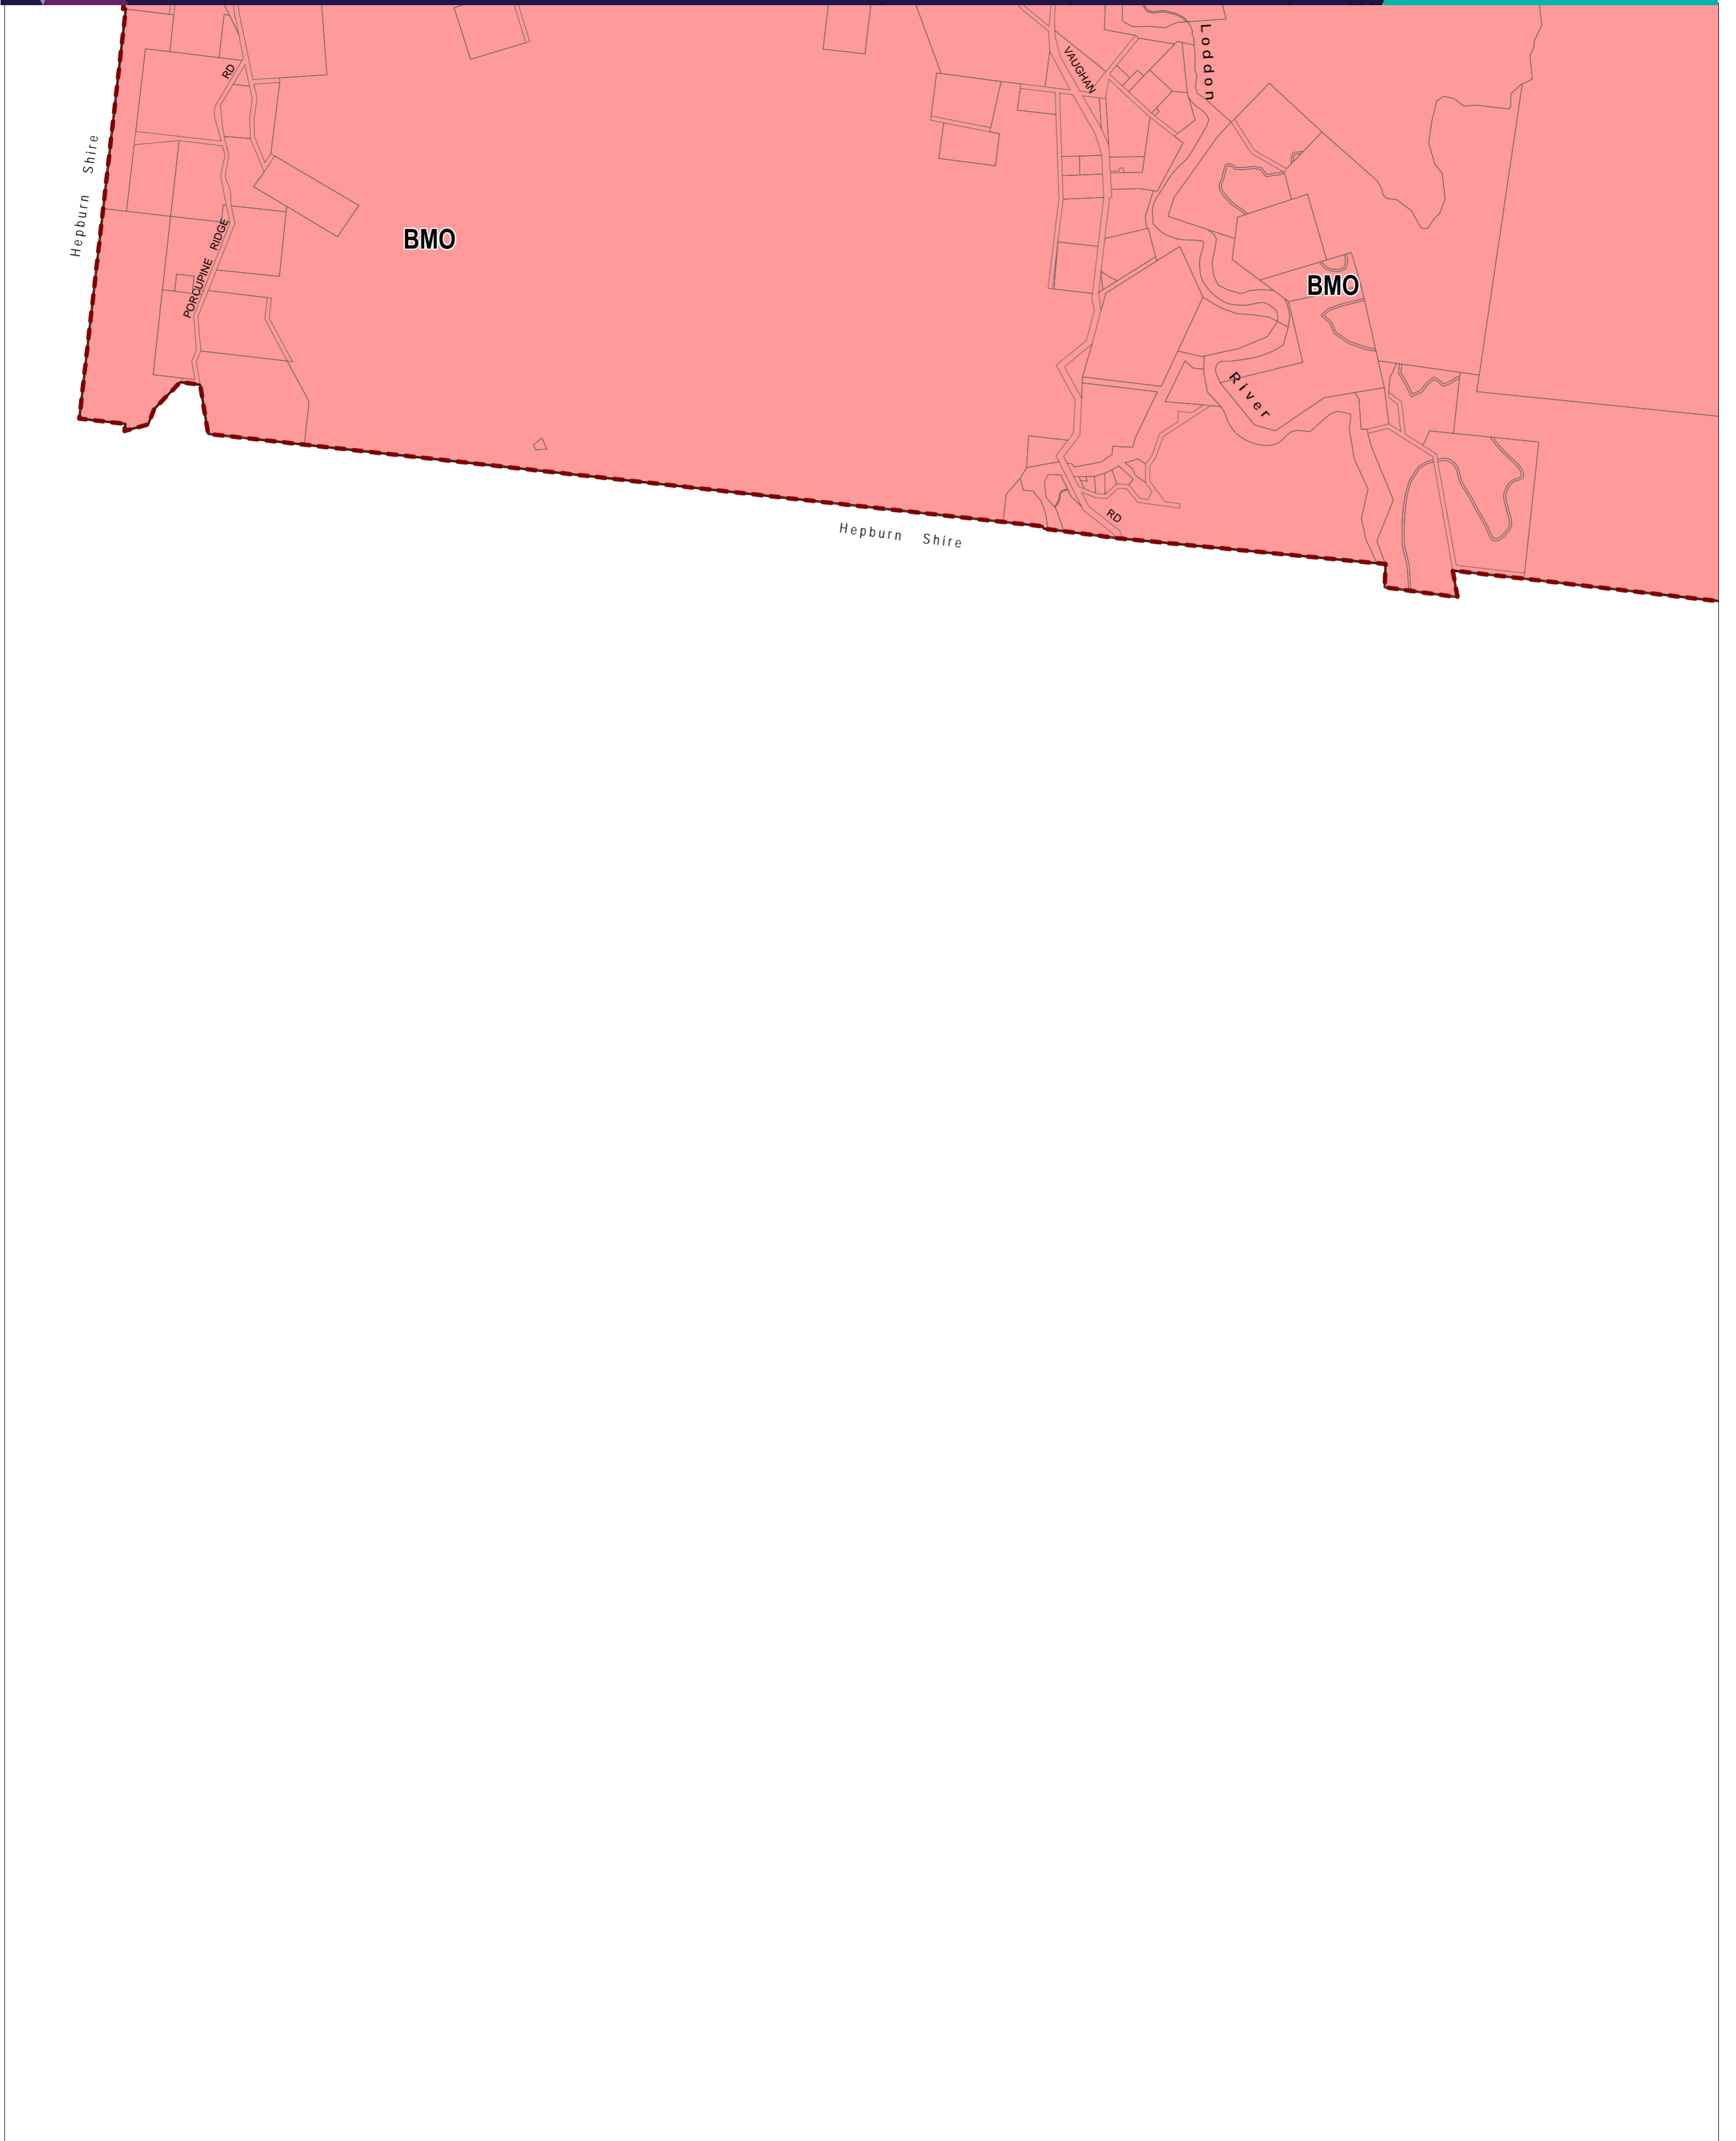 Loddon
VAUGHAN
RD
Hepburn Shire
PORCUPINE RIDGE
BMO
BMO
River
RD
Hepburn Shire